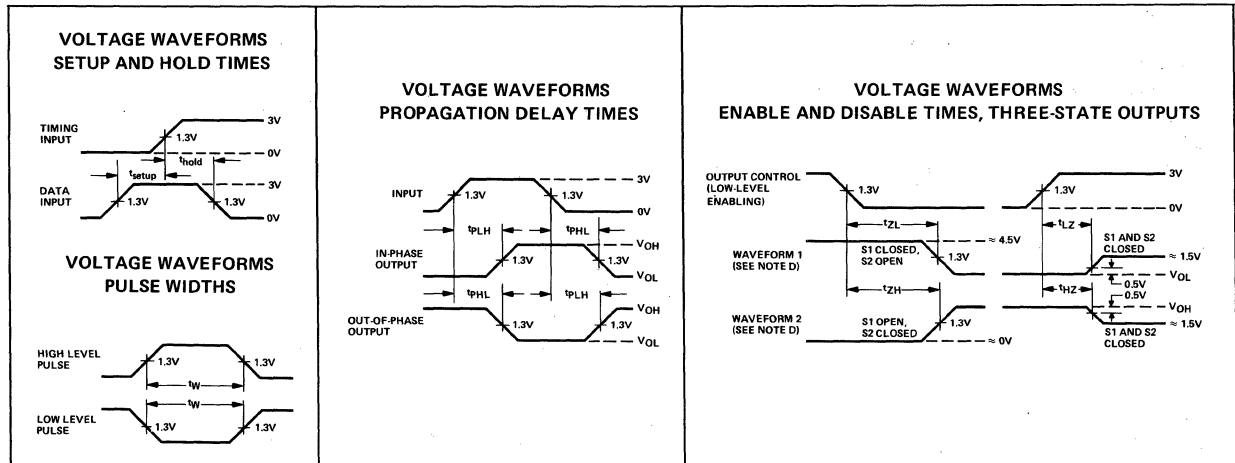 VOLTAGE WAVEFORMS
SETUP AND HOLD TIMES
TIMING
INPUT
3V
1.3V
0V
thold
tsetup
DATA
INPUT
3V
1.3V
1.3V
0V
VOLTAGE WAVEFORMS
PULSE WIDTHS
HIGH LEVEL
PULSE
1.3V
1.3V
tW
LOW LEVEL
PULSE
tW
1.3V
1.3V
VOLTAGE WAVEFORMS
PROPAGATION DELAY TIMES
INPUT
3V
1.3V
1.3V
0V
tPLH
tPHL
IN-PHASE
OUTPUT
VOH
1.3V
1.3V
VOL
tPHL
tPLH
OUT-OF-PHASE
OUTPUT
VOH
1.3V
1.3V
VOL
VOLTAGE WAVEFORMS
ENABLE AND DISABLE TIMES, THREE-STATE OUTPUTS
OUTPUT CONTROL
(LOW-LEVEL
ENABLING)
3V
1.3V
1.3V
0V
tZL
tLZ
WAVEFORM 1
(SEE NOTE D)
S1 CLOSED,
S2 OPEN
≈ 4.5V
1.3V
S1 AND S2
CLOSED
≈ 1.5V
VOL
0.5V
tZH
tHZ
0.5V
WAVEFORM 2
(SEE NOTE D)
S1 OPEN,
S2 CLOSED
1.3V
≈ 0V
VOH
≈ 1.5V
S1 AND S2
CLOSED